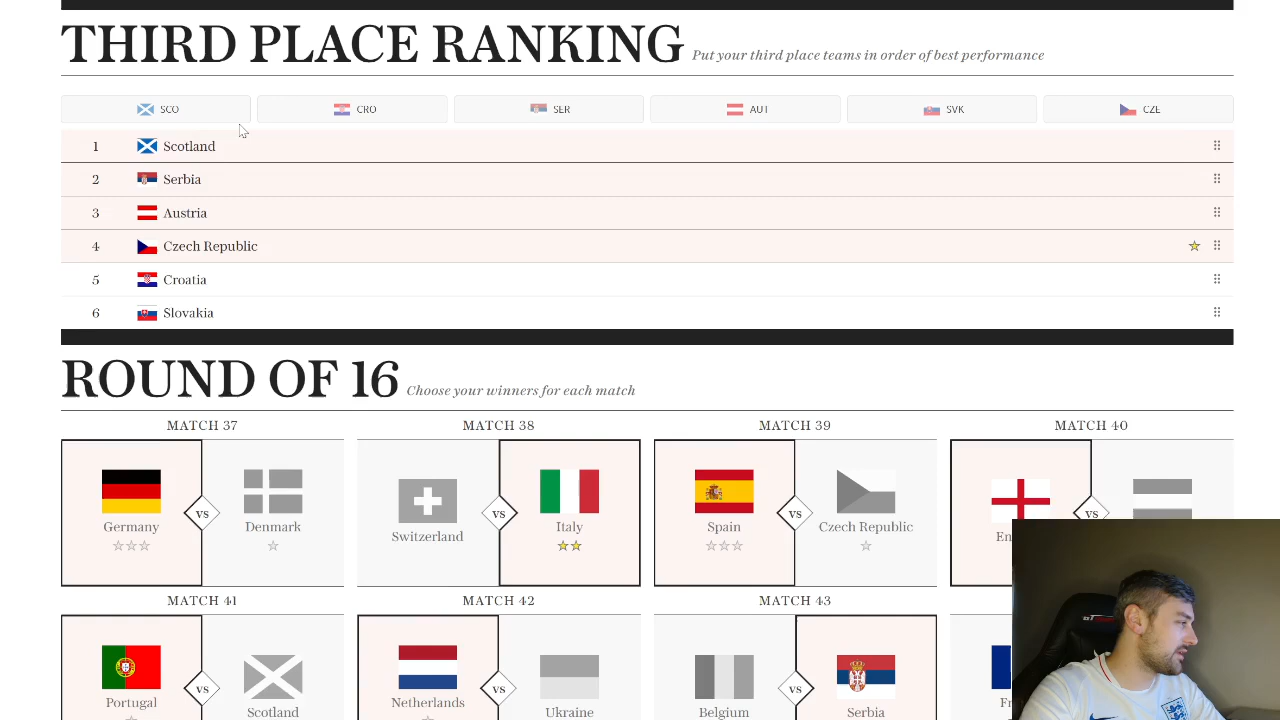 THIRD PLACE RANKING Put your third place teams in order of best performance
SCO CRO SER AUT SVK CZE
1 Scotland
2 Serbia
3 Austria
4 Czech Republic
5 Croatia
6 Slovakia
ROUND OF 16 Choose your winners for each match
MATCH 37 MATCH 38 MATCH 39 MATCH 40
Germany vs Denmark Switzerland vs Italy Spain vs Czech Republic vs
MATCH 41 MATCH 42 MATCH 43
Portugal vs Scotland Netherlands vs Ukraine Belgium vs Serbia